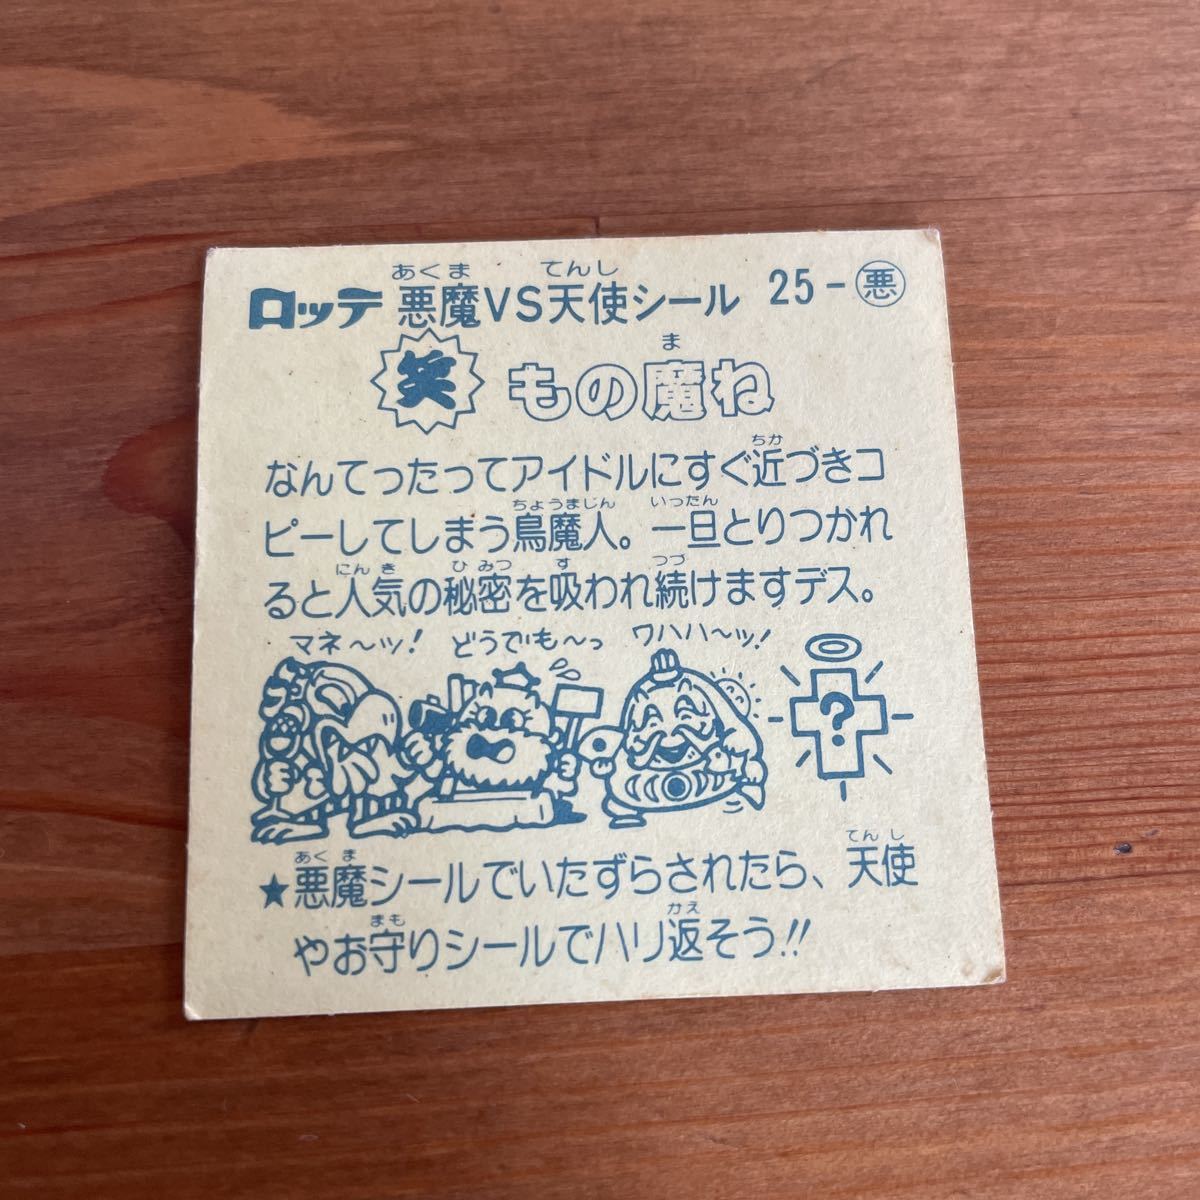 ロッテ 悪魔VS天使シール 25-悪
あくま てんし
笑 もの魔ね
ま
なんてったってアイドルにすぐ近づきコ
ちか
ピーしてしまう鳥魔人。一旦とりつかれ
ちょうまじん いったん
ると人気の秘密を吸われ続けますデス。
にんき ひみつ す つづ
マネ〜ッ! どうでも〜っ ワハハ〜ッ!
?
★悪魔シールでいたずらされたら、天使
あくま てんし
やお守りシールでハリ返そう!!
まも かえ